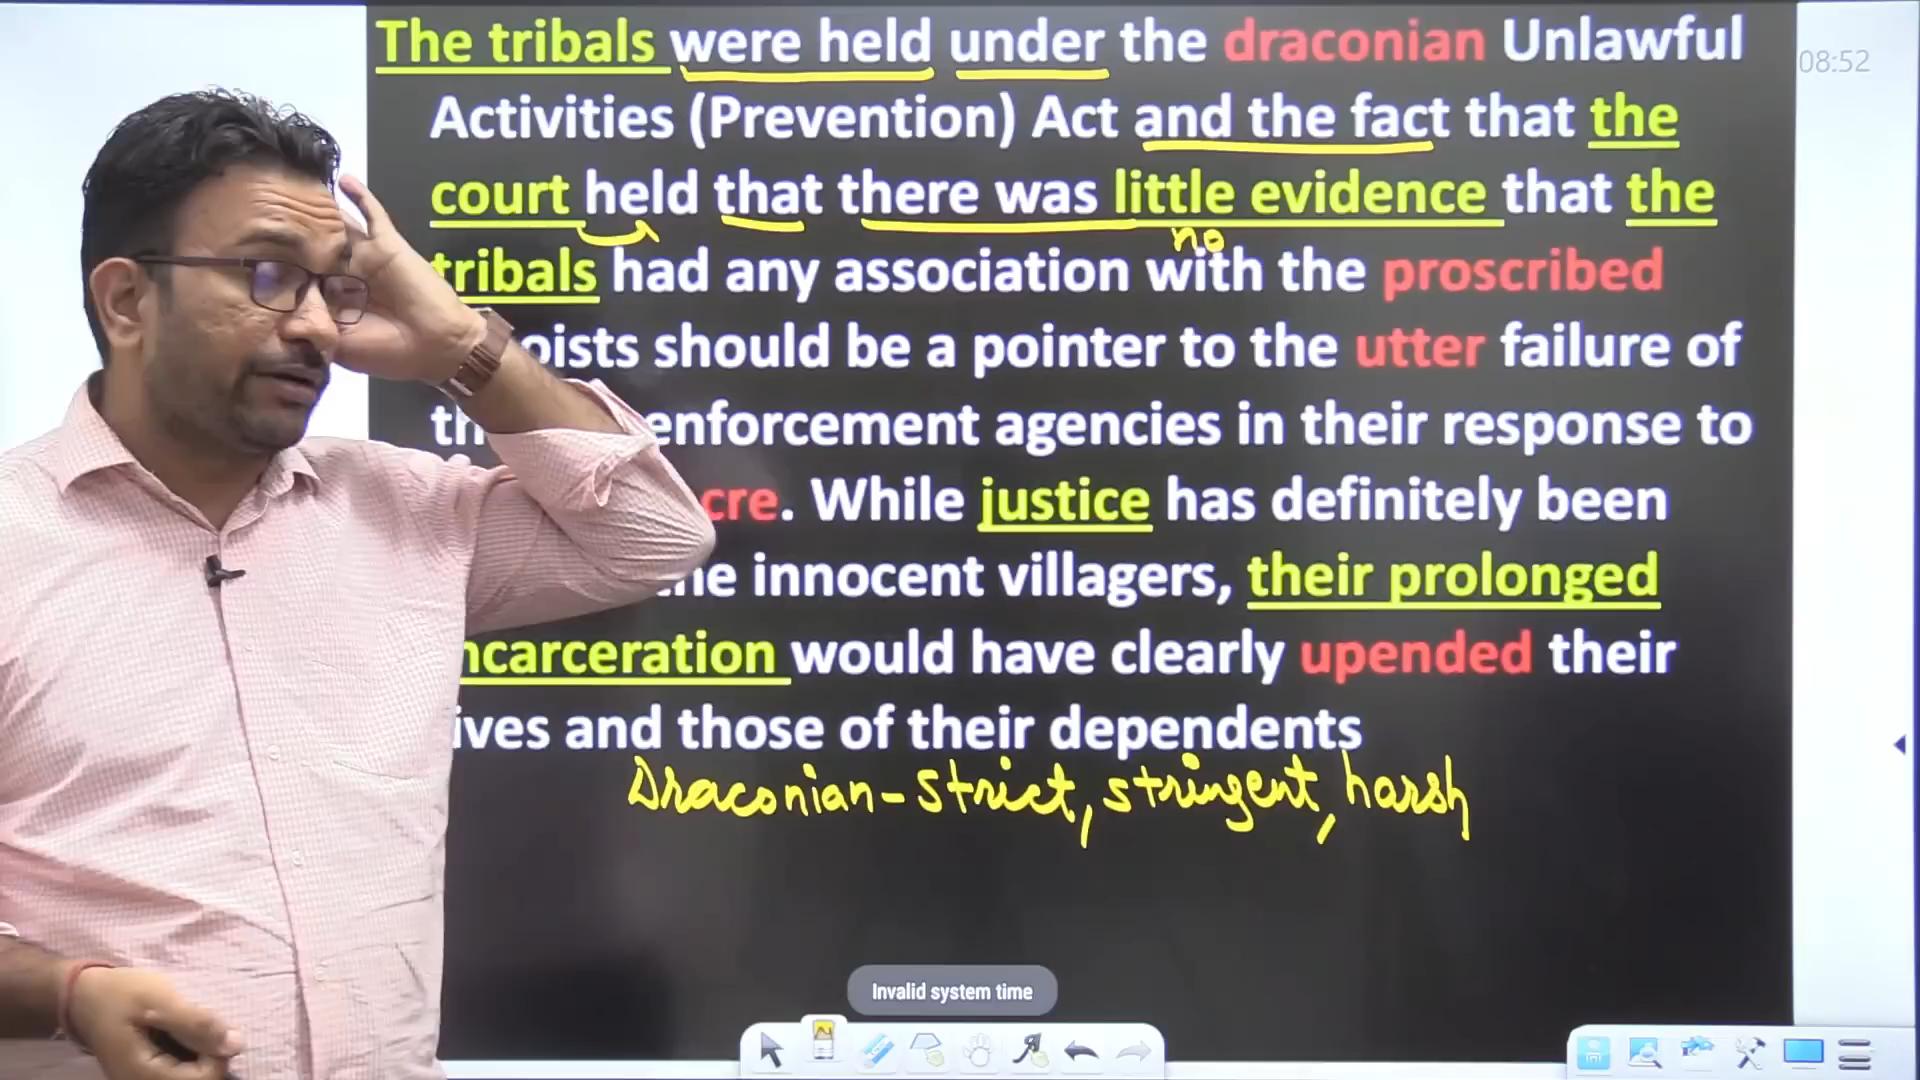 The tribals were held under the draconian Unlawful
08:52
Activities (Prevention) Act and the fact that the
court held that there was little evidence that the
no
tribals had any association with the proscribed
oists should be a pointer to the utter failure of
enforcement agencies in their response to
cre. While justice has definitely been
innocent villagers, their prolonged
ncarceration would have clearly upended their
ives and those of their dependents
Draconian - Strict, stringent, harsh
Invalid system time